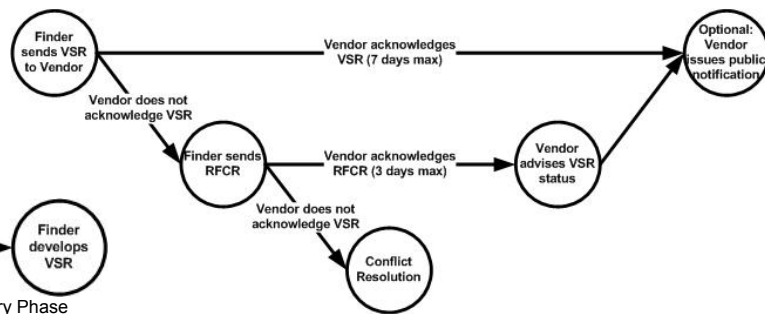 Finder
sends VSR
to Vendor
Vendor acknowledges
VSR (7 days max)
Optional:
Vendor
issues public
notification
Vendor does not
acknowledge VSR
Finder sends
RFCR
Vendor acknowledges
RFCR (3 days max)
Vendor
advises VSR
status
Vendor does not
acknowledge VSR
Finder
develops
VSR
Conflict
Resolution
ry Phase